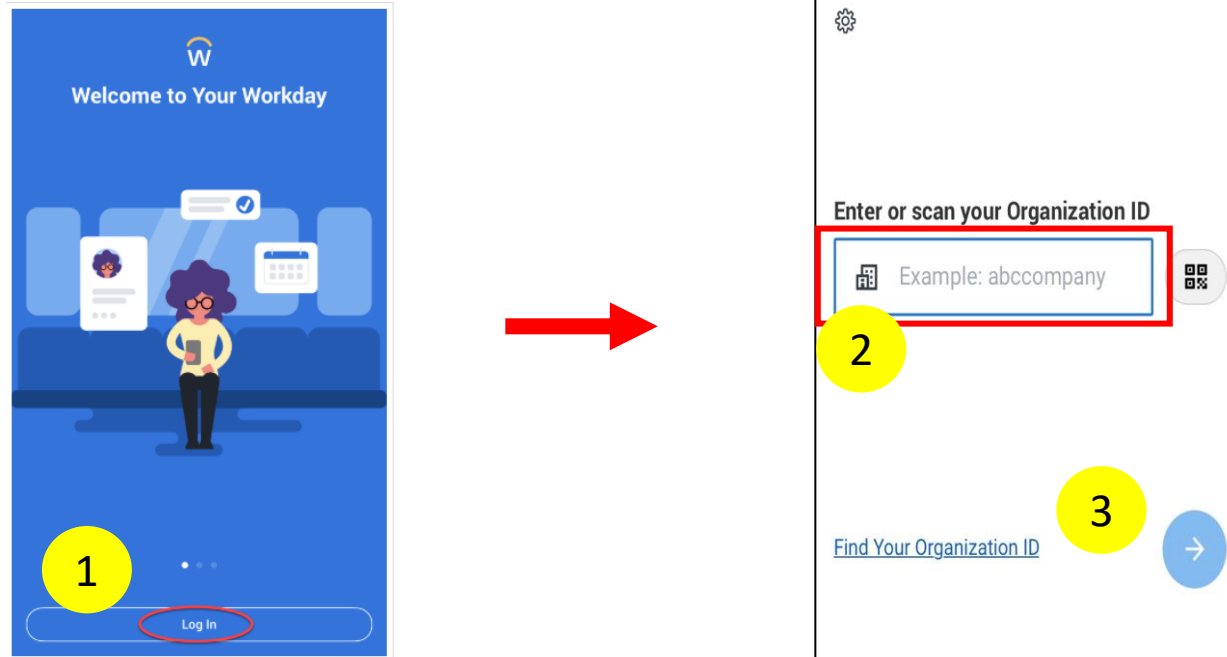 W
Welcome to Your Workday
1
Log In
Enter or scan your Organization ID
Example: abccompany
2
3
Find Your Organization ID